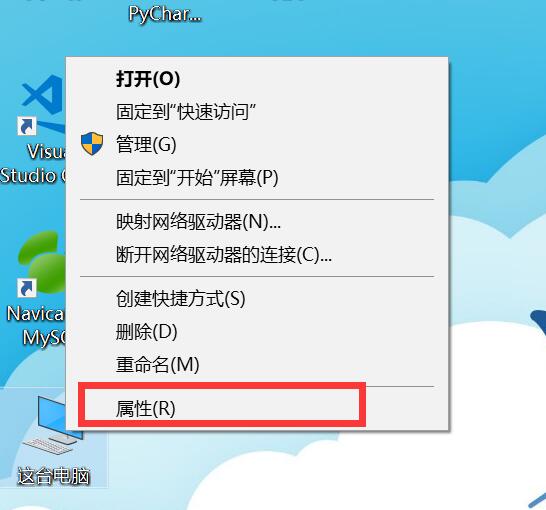 PyChar...
打开(O)
固定到"快速访问"
管理(G)
固定到"开始"屏幕(P)
映射网络驱动器(N)...
断开网络驱动器的连接(C)...
创建快捷方式(S)
删除(D)
重命名(M)
属性(R)
Visua
Studio
Navica
MySQ
这台电脑